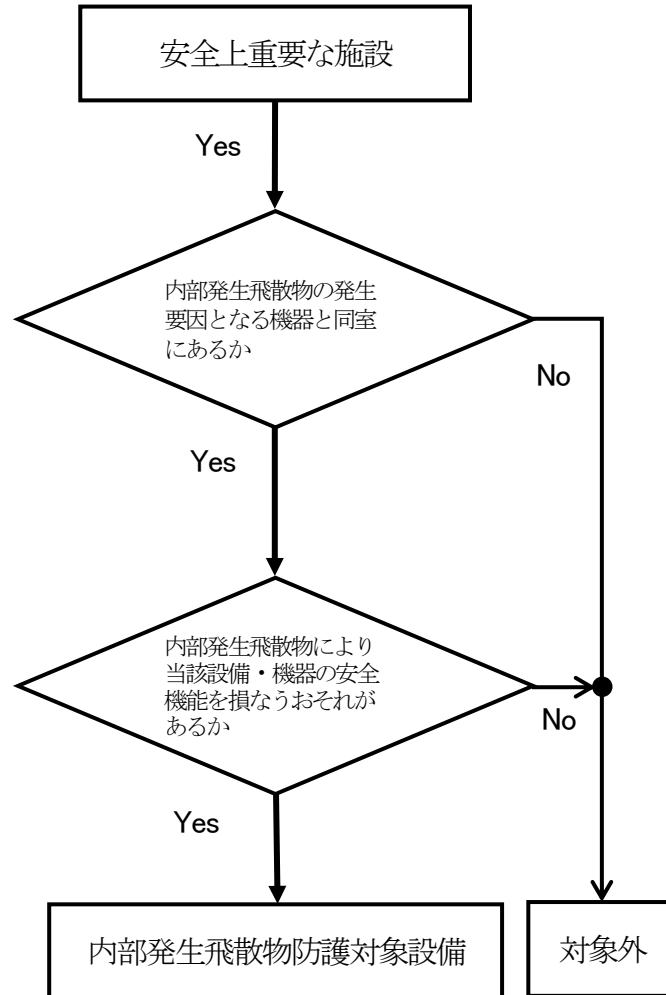 安全上重要な施設
Yes
内部発生飛散物の発生
要因となる機器と同室
にあるか
No
Yes
内部発生飛散物により
当該設備・機器の安全
機能を損なうおそれが
あるか
No
Yes
内部発生飛散物防護対象設備
対象外